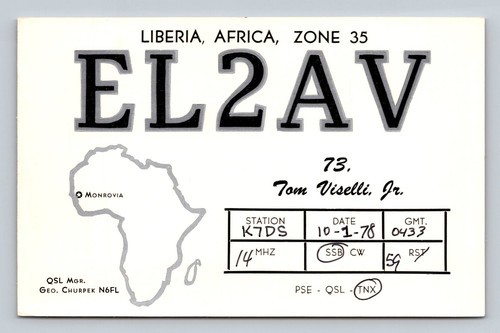 LIBERIA, AFRICA, ZONE 35
EL2AV
MONROVIA
73,
Tom Viselli, Jr.
STATION DATE GMT.
K7DS 10-1-78 0433
14 MHZ SSB CW 59 RST
QSL MGR.
GEO. CHURPEK N6FL
PSE - QSL - TNX